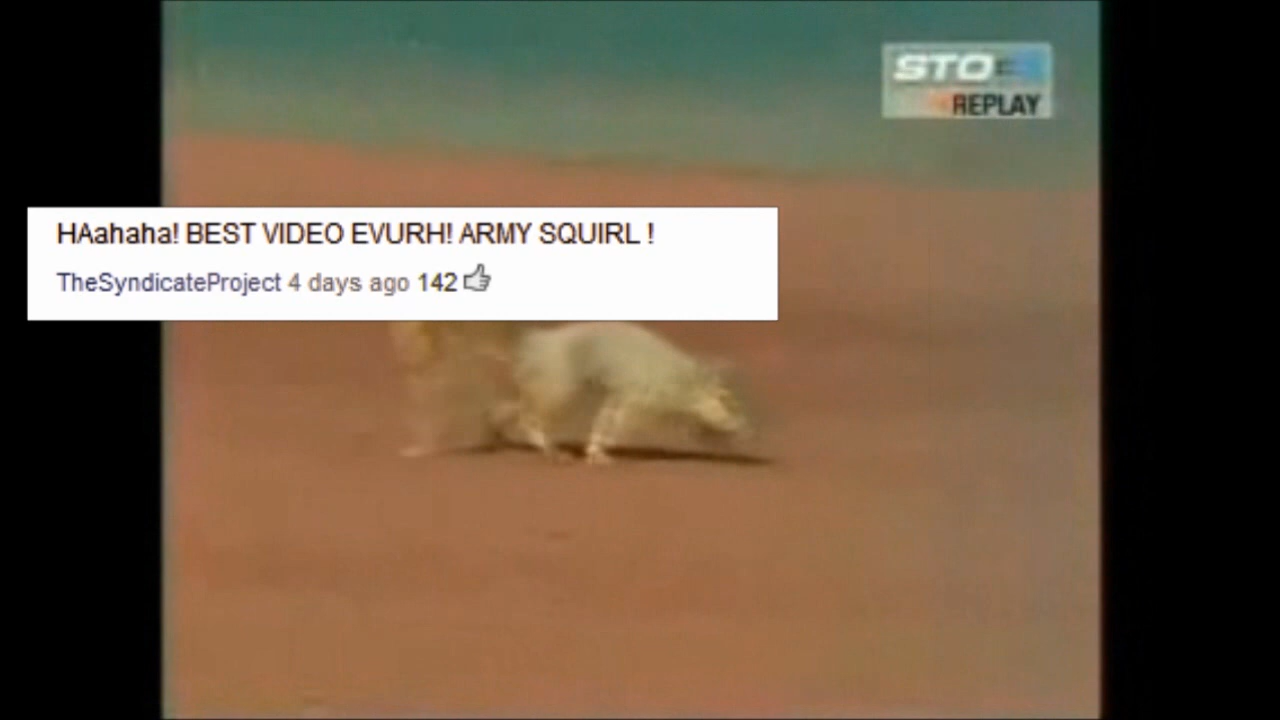 STO
REPLAY
HAahaha! BEST VIDEO EVURH! ARMY SQUIRL !
TheSyndicateProject 4 days ago 142